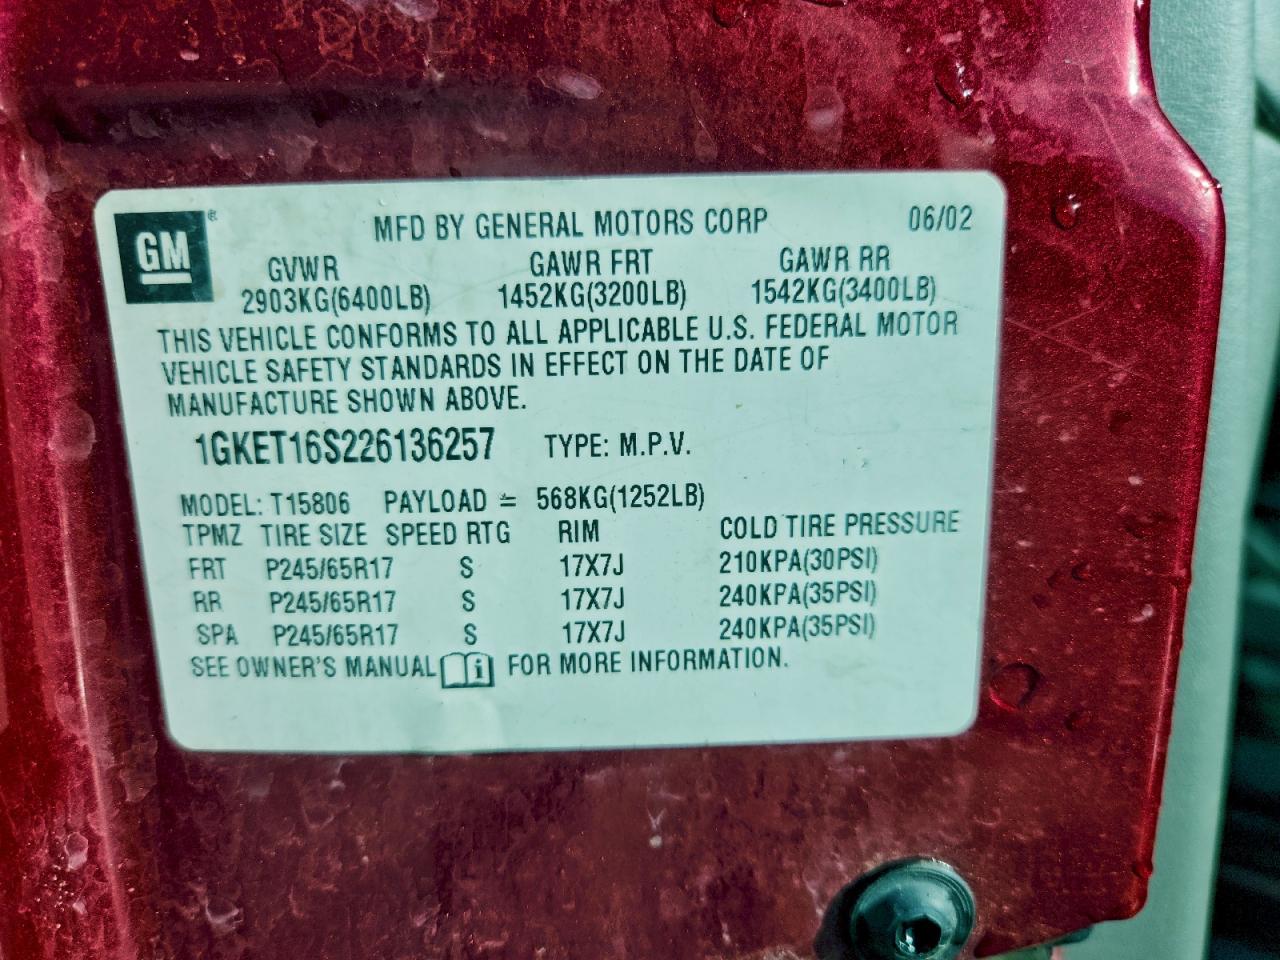 GM® MFD BY GENERAL MOTORS CORP 06/02
GVWR GAWR FRT GAWR RR
2903KG(6400LB) 1452KG(3200LB) 1542KG(3400LB)
THIS VEHICLE CONFORMS TO ALL APPLICABLE U.S. FEDERAL MOTOR
VEHICLE SAFETY STANDARDS IN EFFECT ON THE DATE OF
MANUFACTURE SHOWN ABOVE.
1GKET16S226136257 TYPE: M.P.V.
MODEL: T15806 PAYLOAD = 568KG(1252LB)
TPMZ TIRE SIZE SPEED RTG RIM COLD TIRE PRESSURE
FRT P245/65R17 S 17X7J 210KPA(30PSI)
RR P245/65R17 S 17X7J 240KPA(35PSI)
SPA P245/65R17 S 17X7J 240KPA(35PSI)
SEE OWNER'S MANUAL i FOR MORE INFORMATION.